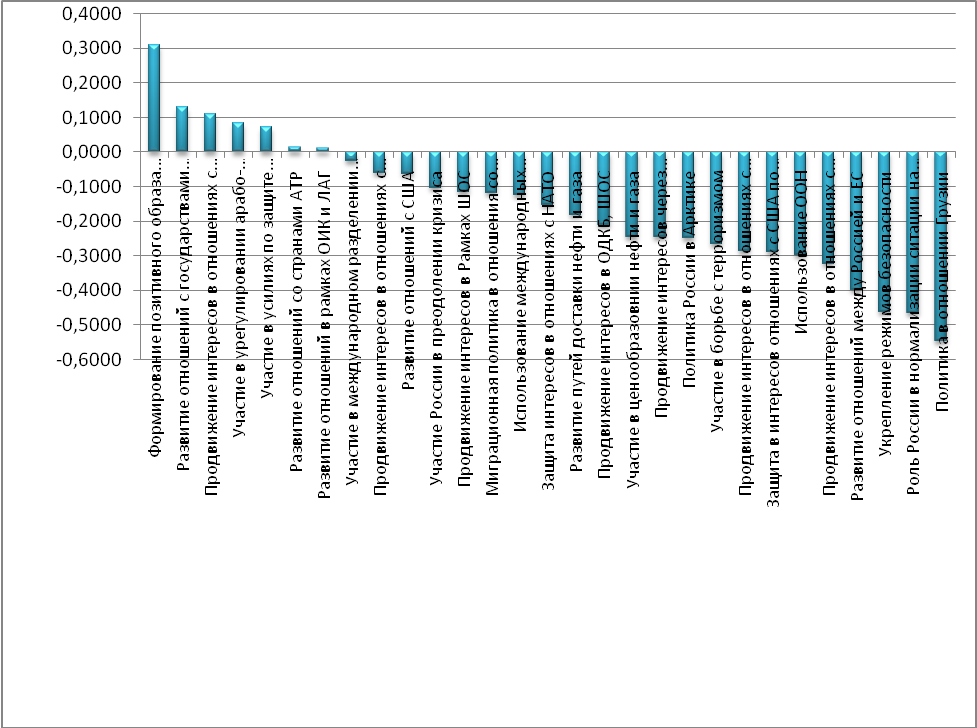 0,4000
0,3000
0,2000
0,1000
0,0000
-0,1000
-0,2000
-0,3000
-0,4000
-0,5000
-0,6000
Формирование позитивного образа…
Развитие отношений с государствами…
Продвижение интересов в отношениях с…
Участие в урегулировании арабо-…
Участие в усилиях по защите…
Развитие отношений со странами АТР
Развитие отношений в рамках ОИК и ЛАГ
Участие в международном разделении…
Продвижение интересов в отношениях с…
Развитие отношений с США
Участие России в преодолении кризиса
Продвижение интересов в Рамках ШОС
Миграционная политика в отношении со…
Использование международных…
Защита интересов в отношениях с НАТО
Развитие путей доставки нефти и газа
Продвижение интересов в ОДКБ, ШОС
Участие в ценообразовании нефти и газа
Продвижение интересов через…
Политика России в Арктике
Участие в борьбе с терроризмом
Продвижение интересов в отношениях с…
Защита в интересов отношениях с США по…
Использование ООН
Продвижение интересов в отношениях с…
Развитие отношений между Россией и ЕС
Укрепление режимов безопасности
Роль России в нормализации ситации на…
Политика в отношении Грузии